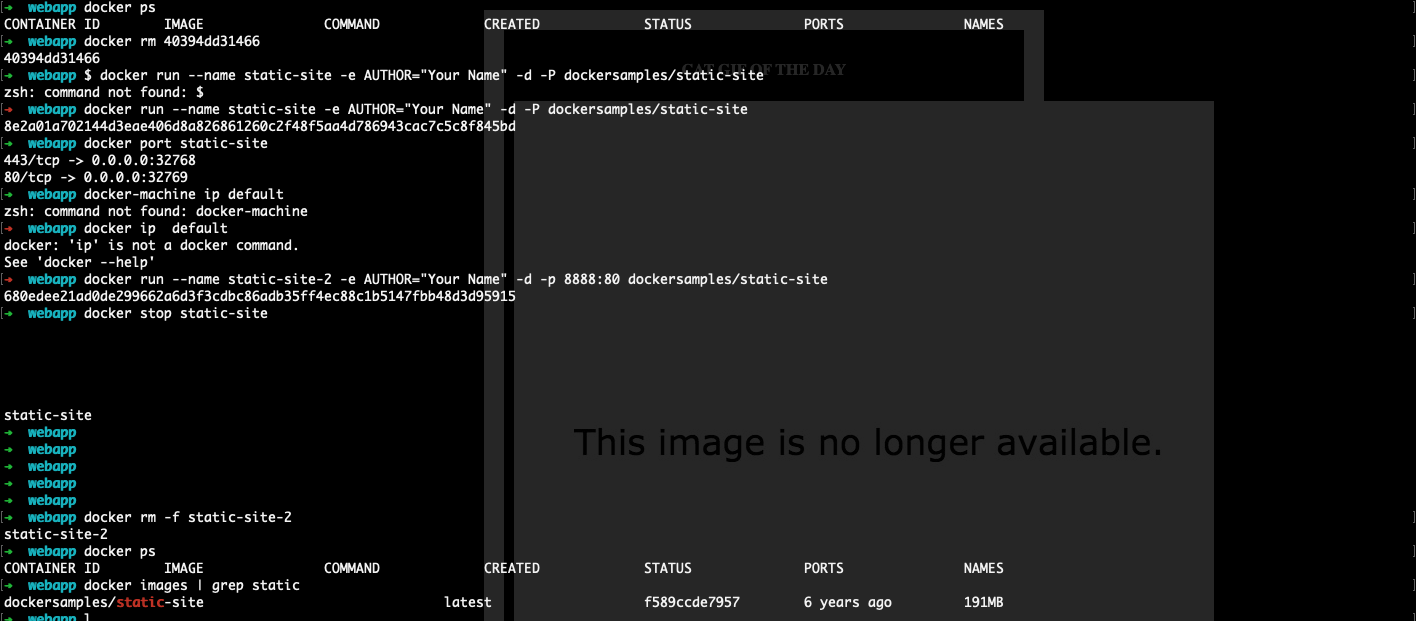 ➜ webapp docker ps
CONTAINER ID IMAGE COMMAND CREATED STATUS PORTS NAMES
➜ webapp docker rm 40394dd31466
40394dd31466
➜ webapp $ docker run --name static-site -e AUTHOR="Your Name" -d -P dockersamples/static-site
CAT GIF OF THE DAY
zsh: command not found: $
➜ webapp docker run --name static-site -e AUTHOR="Your Name" -d -P dockersamples/static-site
8e2a01a702144d3eae406d8a826861260c2f48f5aa4d786943cac7c5c8f845bd
➜ webapp docker port static-site
443/tcp -> 0.0.0.0:32768
80/tcp -> 0.0.0.0:32769
➜ webapp docker-machine ip default
zsh: command not found: docker-machine
➜ webapp docker ip  default
docker: 'ip' is not a docker command.
See 'docker --help'
➜ webapp docker run --name static-site-2 -e AUTHOR="Your Name" -d -p 8888:80 dockersamples/static-site
680edee21ad0de299662a6d3f3cdbc86adb35ff4ec88c1b5147fbb48d3d95915
➜ webapp docker stop static-site
static-site
➜ webapp
This image is no longer available.
➜ webapp
➜ webapp
➜ webapp
➜ webapp
➜ webapp docker rm -f static-site-2
static-site-2
➜ webapp docker ps
CONTAINER ID IMAGE COMMAND CREATED STATUS PORTS NAMES
➜ webapp docker images | grep static
dockersamples/static-site latest f589ccde7957 6 years ago 191MB
➜ webapp